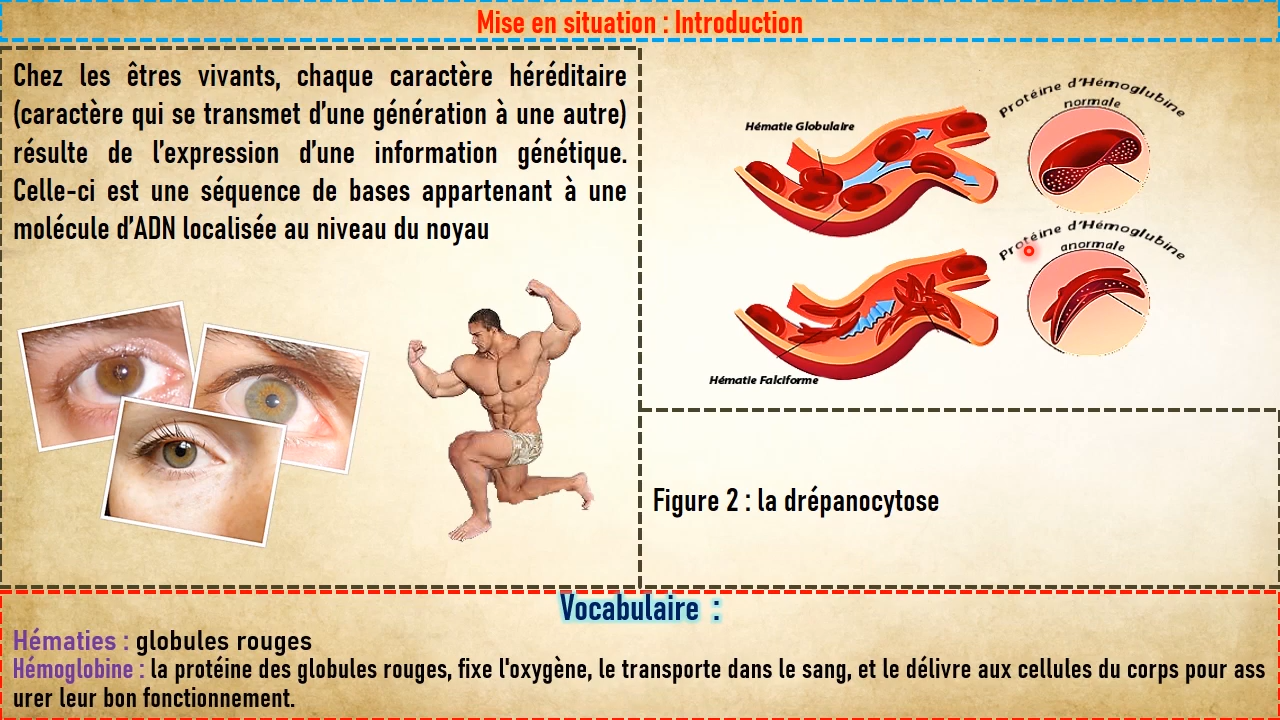 Mise en situation : Introduction
Chez les êtres vivants, chaque caractère héréditaire
(caractère qui se transmet d'une génération à une autre)
résulte de l'expression d'une information génétique.
Celle-ci est une séquence de bases appartenant à une
molécule d'ADN localisée au niveau du noyau
Hématie Globulaire
Protéine d'Hémoglobine
normale
Protéine d'Hémoglobine
anormale
Hématie Falciforme
Figure 2 : la drépanocytose
Vocabulaire :
Hématies : globules rouges
Hémoglobine : la protéine des globules rouges, fixe l'oxygène, le transporte dans le sang, et le délivre aux cellules du corps pour ass
urer leur bon fonctionnement.